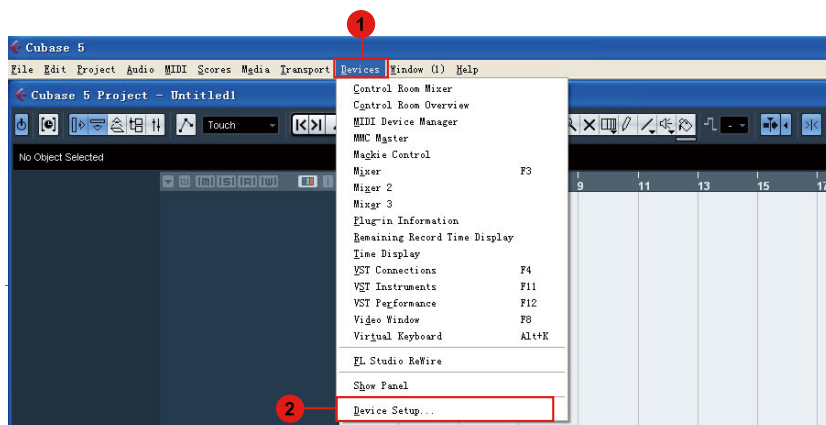 1
Cubase 5
File Edit Project Audio MIDI Scores Media Transport Devices Window (1) Help
Cubase 5 Project - Untitled1
Touch
No Object Selected
[m] [S] [R] [W]
9 11 13 15 17
Control Room Mixer
Control Room Overview
MIDI Device Manager
MMC Master
Mackie Control
Mixer F3
Mixer 2
Mixer 3
Plug-in Information
Remaining Record Time Display
Time Display
VST Connections F4
VST Instruments F11
VST Performance F12
Video Window F8
Virtual Keyboard Alt+K
FL Studio ReWire
Show Panel
2 Device Setup...